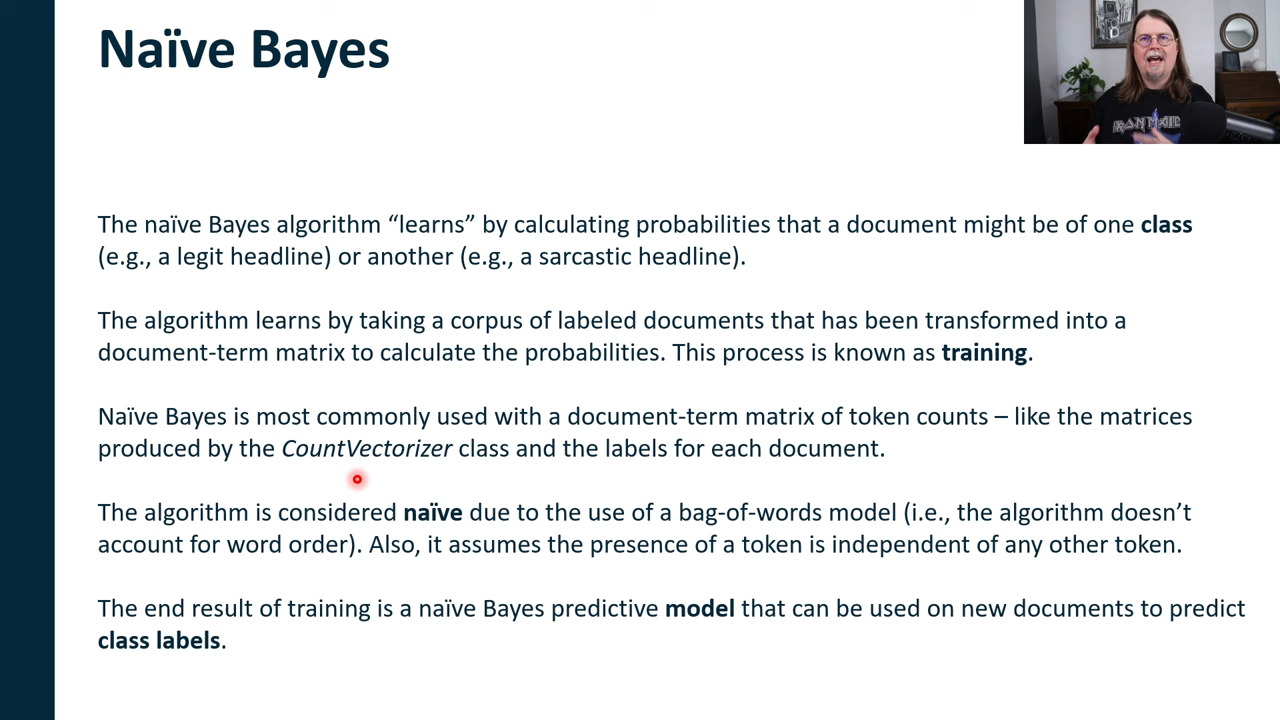 Naïve Bayes
IRON MAIDEN
The naïve Bayes algorithm “learns” by calculating probabilities that a document might be of one class
(e.g., a legit headline) or another (e.g., a sarcastic headline).
The algorithm learns by taking a corpus of labeled documents that has been transformed into a
document-term matrix to calculate the probabilities. This process is known as training.
Naïve Bayes is most commonly used with a document-term matrix of token counts – like the matrices
produced by the CountVectorizer class and the labels for each document.
The algorithm is considered naïve due to the use of a bag-of-words model (i.e., the algorithm doesn’t
account for word order). Also, it assumes the presence of a token is independent of any other token.
The end result of training is a naïve Bayes predictive model that can be used on new documents to predict
class labels.